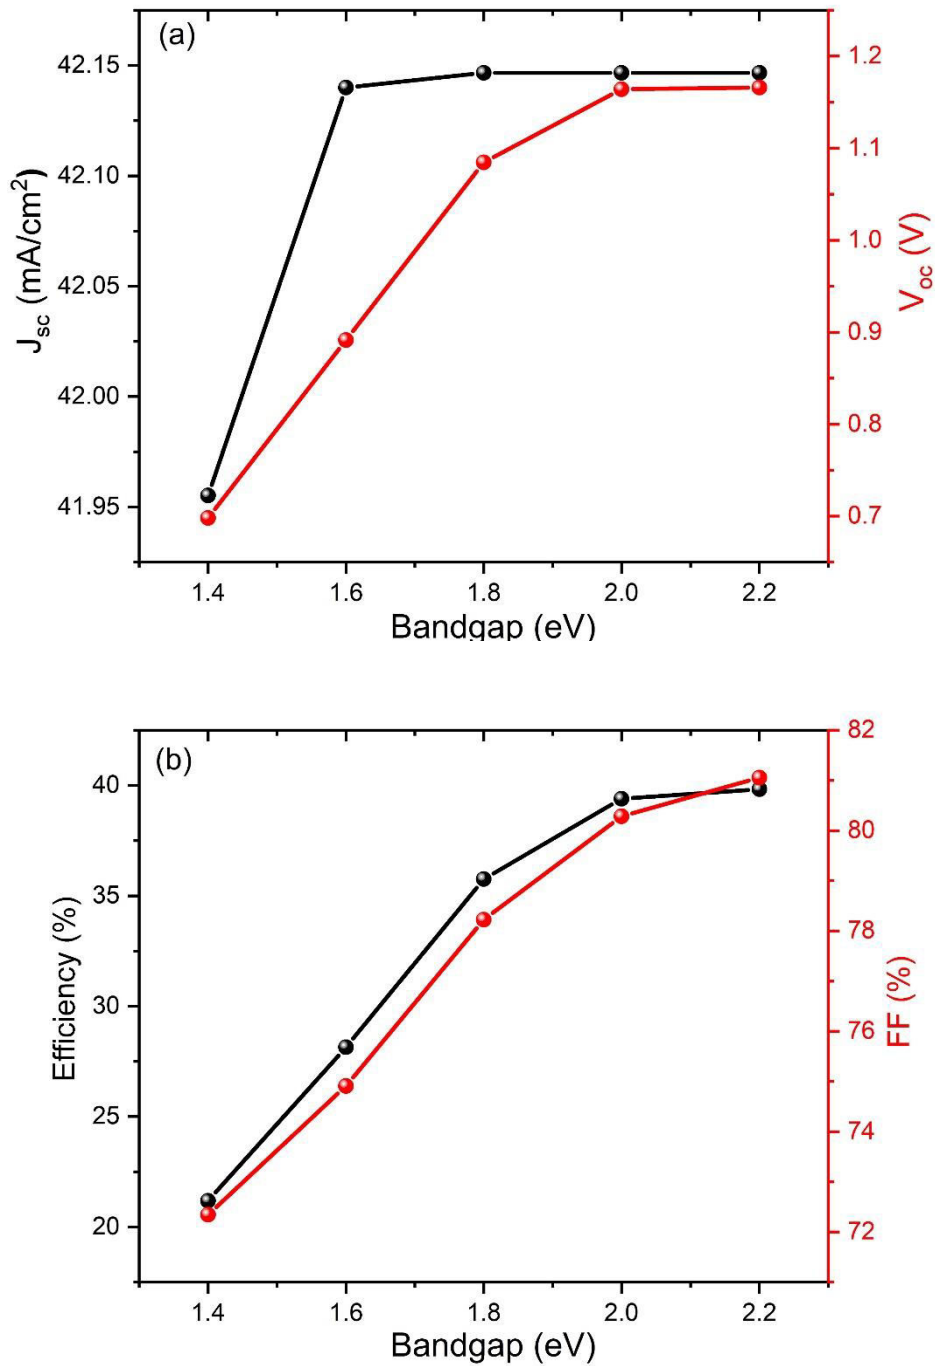 (a)
42.15
42.10
42.05
42.00
41.95
J_sc (mA/cm²)
1.2
1.1
1.0
0.9
0.8
0.7
V_oc (V)
1.4 1.6 1.8 2.0 2.2
Bandgap (eV)
(b)
40
35
30
25
20
Efficiency (%)
82
80
78
76
74
72
FF (%)
1.4 1.6 1.8 2.0 2.2
Bandgap (eV)